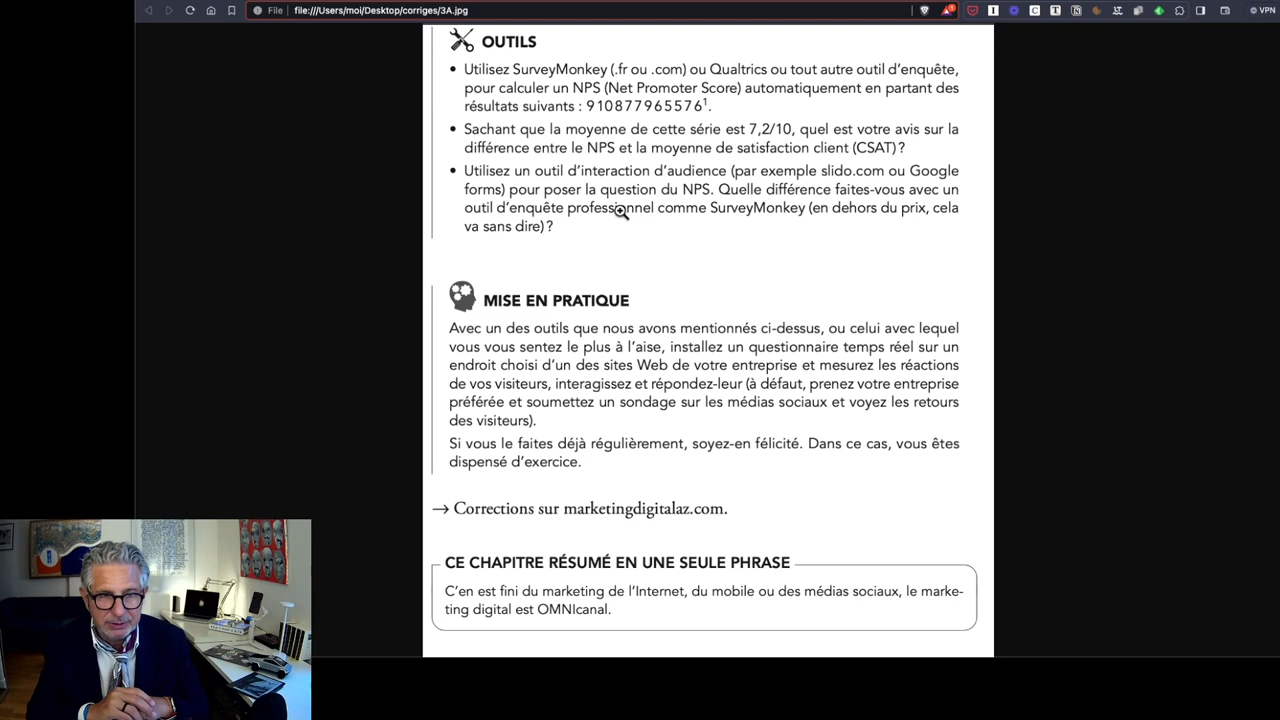 File
file:///Users/moi/Desktop/corriges/3A.jpg
VPN
OUTILS
• Utilisez SurveyMonkey (.fr ou .com) ou Qualtrics ou tout autre outil d'enquête,
pour calculer un NPS (Net Promoter Score) automatiquement en partant des
résultats suivants : 9 10 8 7 7 9 6 5 5 7 6¹.
• Sachant que la moyenne de cette série est 7,2/10, quel est votre avis sur la
différence entre le NPS et la moyenne de satisfaction client (CSAT) ?
• Utilisez un outil d'interaction d'audience (par exemple slido.com ou Google
forms) pour poser la question du NPS. Quelle différence faites-vous avec un
outil d'enquête professionnel comme SurveyMonkey (en dehors du prix, cela
va sans dire) ?
MISE EN PRATIQUE
Avec un des outils que nous avons mentionnés ci-dessus, ou celui avec lequel
vous vous sentez le plus à l'aise, installez un questionnaire temps réel sur un
endroit choisi d'un des sites Web de votre entreprise et mesurez les réactions
de vos visiteurs, interagissez et répondez-leur (à défaut, prenez votre entreprise
préférée et soumettez un sondage sur les médias sociaux et voyez les retours
des visiteurs).
Si vous le faites déjà régulièrement, soyez-en félicité. Dans ce cas, vous êtes
dispensé d'exercice.
→ Corrections sur marketingdigitalaz.com.
CE CHAPITRE RÉSUMÉ EN UNE SEULE PHRASE
C'en est fini du marketing de l'Internet, du mobile ou des médias sociaux, le marke-
ting digital est OMNIcanal.